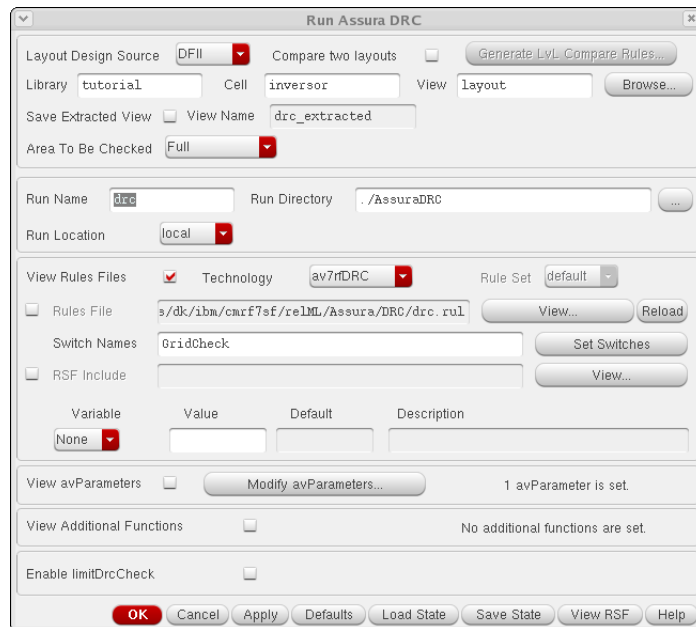 Run Assura DRC
Layout Design Source DFII Compare two layouts Generate LvL Compare Rules...
Library tutorial Cell inversor View layout Browse...
Save Extracted View View Name drc_extracted
Area To Be Checked Full
Run Name drc Run Directory ./AssuraDRC ...
Run Location local
View Rules Files Technology av7rfDRC Rule Set default
Rules File s/dk/ibm/cmrf7sf/relML/Assura/DRC/drc.rul View... Reload
Switch Names GridCheck Set Switches
RSF Include View...
Variable Value Default Description
None
View avParameters Modify avParameters... 1 avParameter is set.
View Additional Functions No additional functions are set.
Enable limitDrcCheck
OK Cancel Apply Defaults Load State Save State View RSF Help